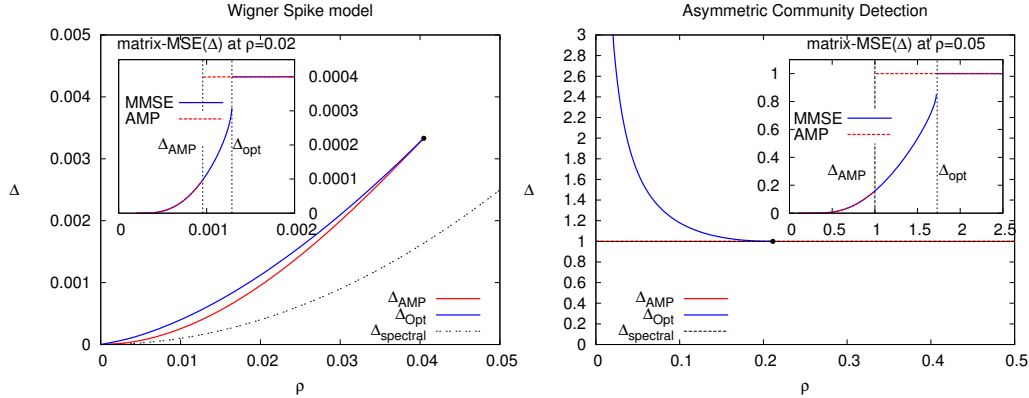 Wigner Spike model
0.005
0.004
0.003
0.002
0.001
0
0
0.01
0.02
0.03
0.04
0.05
Δ
ρ
matrix-MSE(Δ) at ρ=0.02
MMSE
AMP
Δ_AMP
Δ_opt
0.0004
0.0003
0.0002
0.0001
0
0
0.001
0.002
Δ_AMP
Δ_Opt
Δ_spectral
Asymmetric Community Detection
3
2.8
2.6
2.4
2.2
2
1.8
1.6
1.4
1.2
1
0.8
0.6
0.4
0.2
0
0
0.1
0.2
0.3
0.4
0.5
Δ
ρ
matrix-MSE(Δ) at ρ=0.05
1
0.8
0.6
0.4
0.2
0
MMSE
AMP
Δ_AMP
Δ_opt
0
0.5
1
1.5
2
2.5
Δ_AMP
Δ_Opt
Δ_spectral